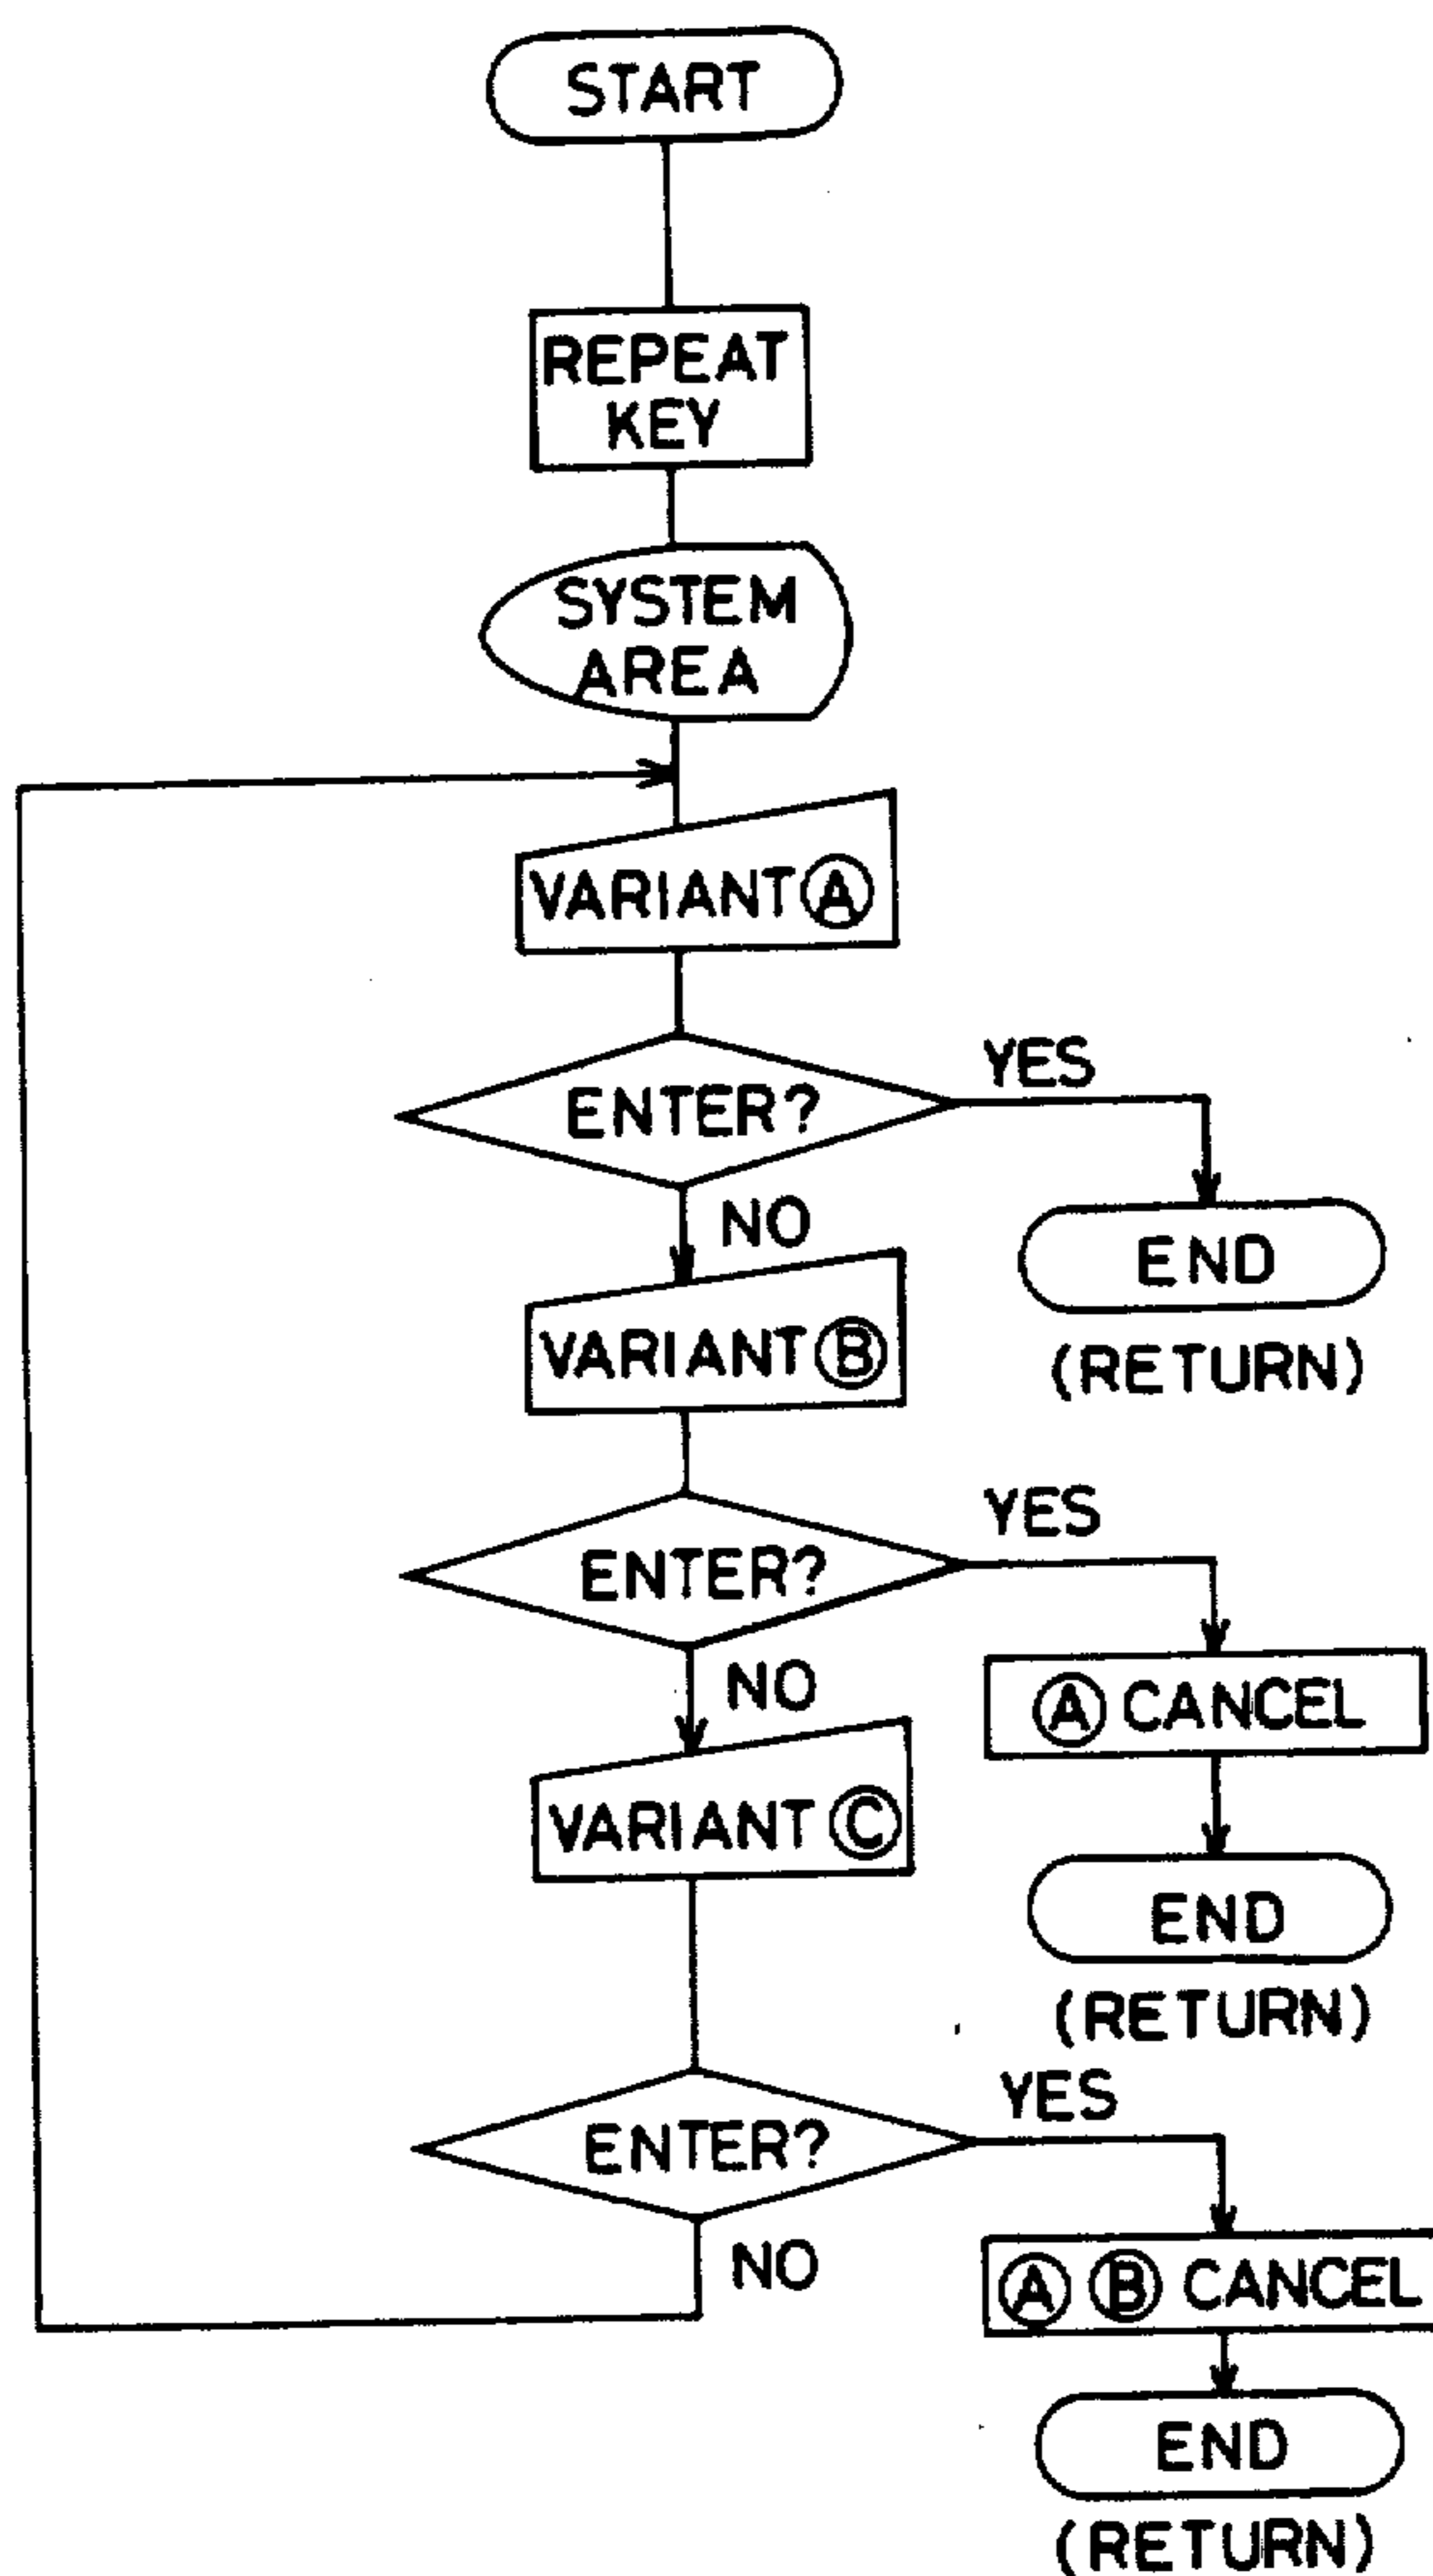 START
REPEAT
KEY
SYSTEM
AREA
VARIANT Ⓐ
ENTER?
YES
NO
END
(RETURN)
VARIANT Ⓑ
ENTER?
YES
NO
Ⓐ CANCEL
END
(RETURN)
VARIANT Ⓒ
ENTER?
YES
NO
Ⓐ Ⓑ CANCEL
END
(RETURN)